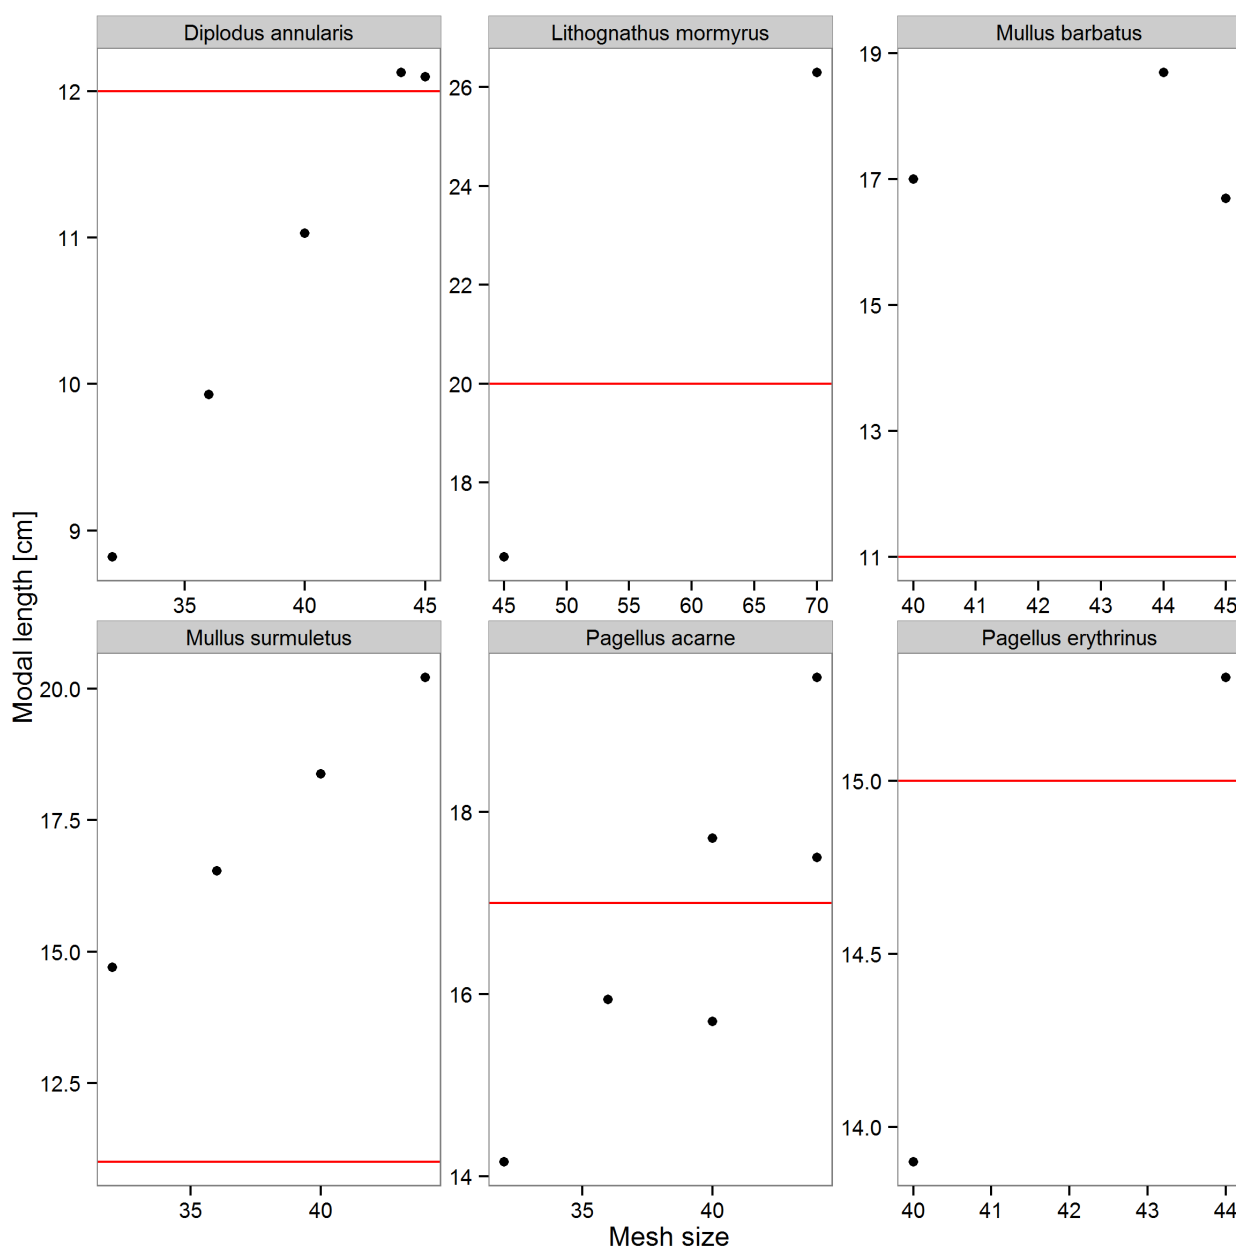 Diplodus annularis
Lithognathus mormyrus
Mullus barbatus
12
11
10
9
35 40 45
26
24
22
20
18
45 50 55 60 65 70
19
17
15
13
11
40 41 42 43 44 45
Modal length [cm]
Mullus surmuletus
Pagellus acarne
Pagellus erythrinus
20.0
17.5
15.0
12.5
35 40
18
16
14
35 40
15.0
14.5
14.0
40 41 42 43 44
Mesh size